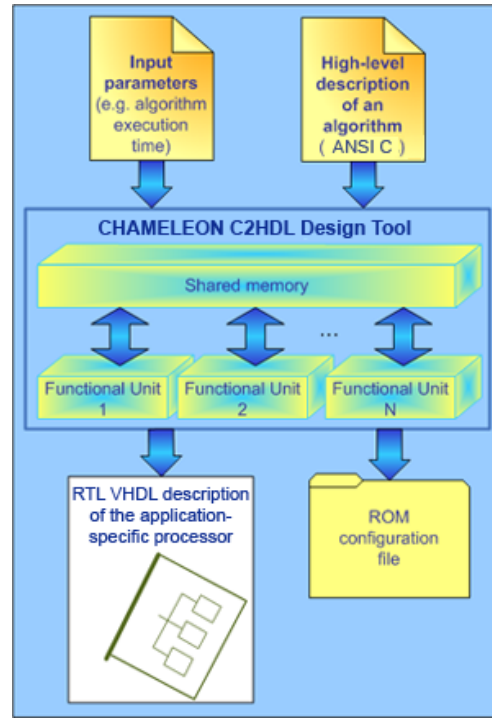 Input
parameters
(e.g. algorithm
execution
time)
High-level
description
of an
algorithm
( ANSI C )
CHAMELEON C2HDL Design Tool
Shared memory
...
Functional Unit
1
Functional Unit
2
Functional Unit
N
RTL VHDL description
of the application-
specific processor
ROM
configuration
file